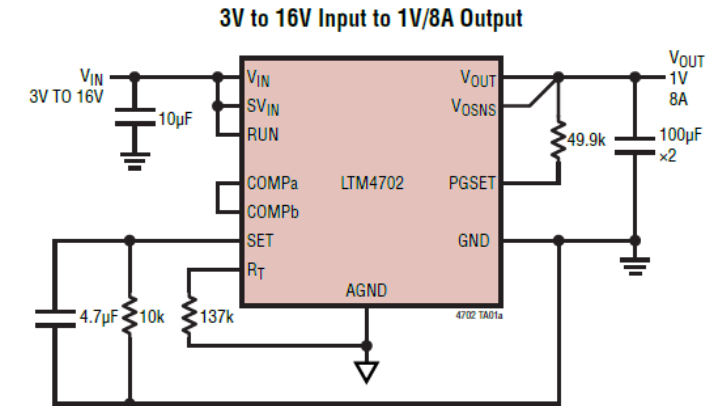 3V to 16V Input to 1V/8A Output
VIN
3V TO 16V
10µF
VIN
SVIN
RUN
COMPa
COMPb
SET
RT
LTM4702
AGND
VOUT
VOSNS
PGSET
GND
4702 TA01a
49.9k
VOUT
1V
8A
100µF
×2
4.7µF
10k
137k